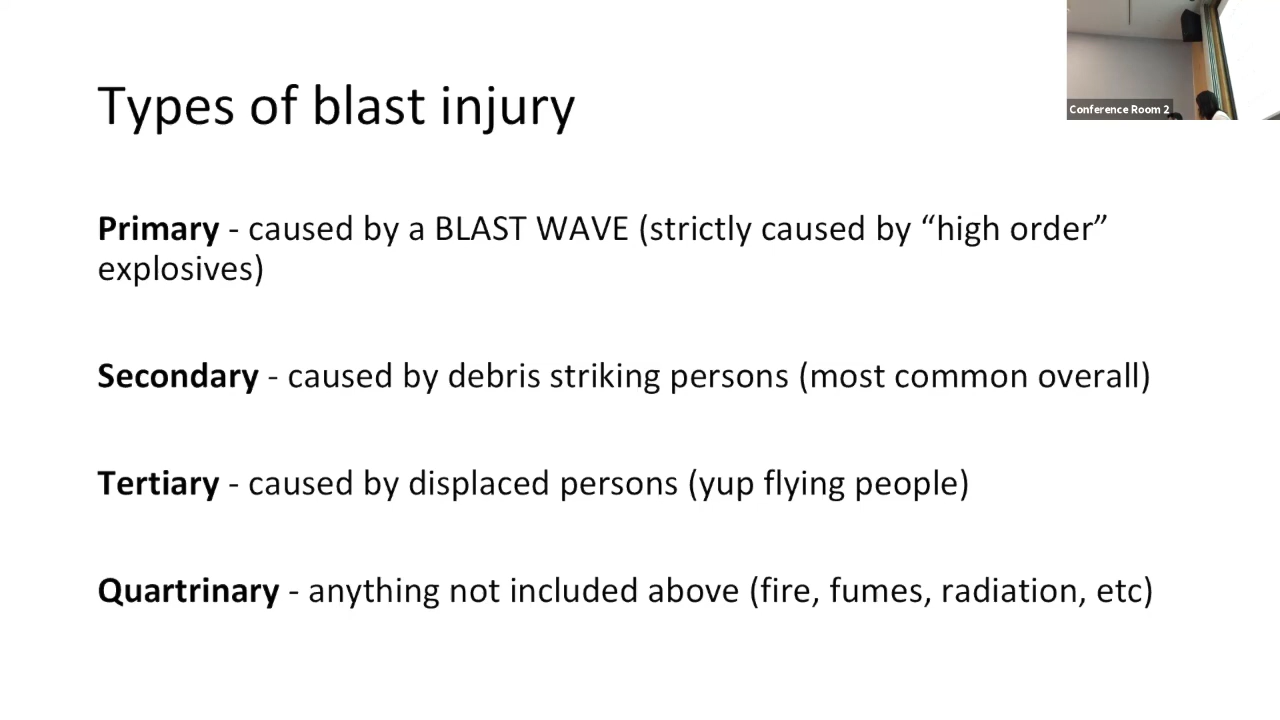 Types of blast injury
Conference Room 2
Primary - caused by a BLAST WAVE (strictly caused by “high order”
explosives)
Secondary - caused by debris striking persons (most common overall)
Tertiary - caused by displaced persons (yup flying people)
Quartrinary - anything not included above (fire, fumes, radiation, etc)